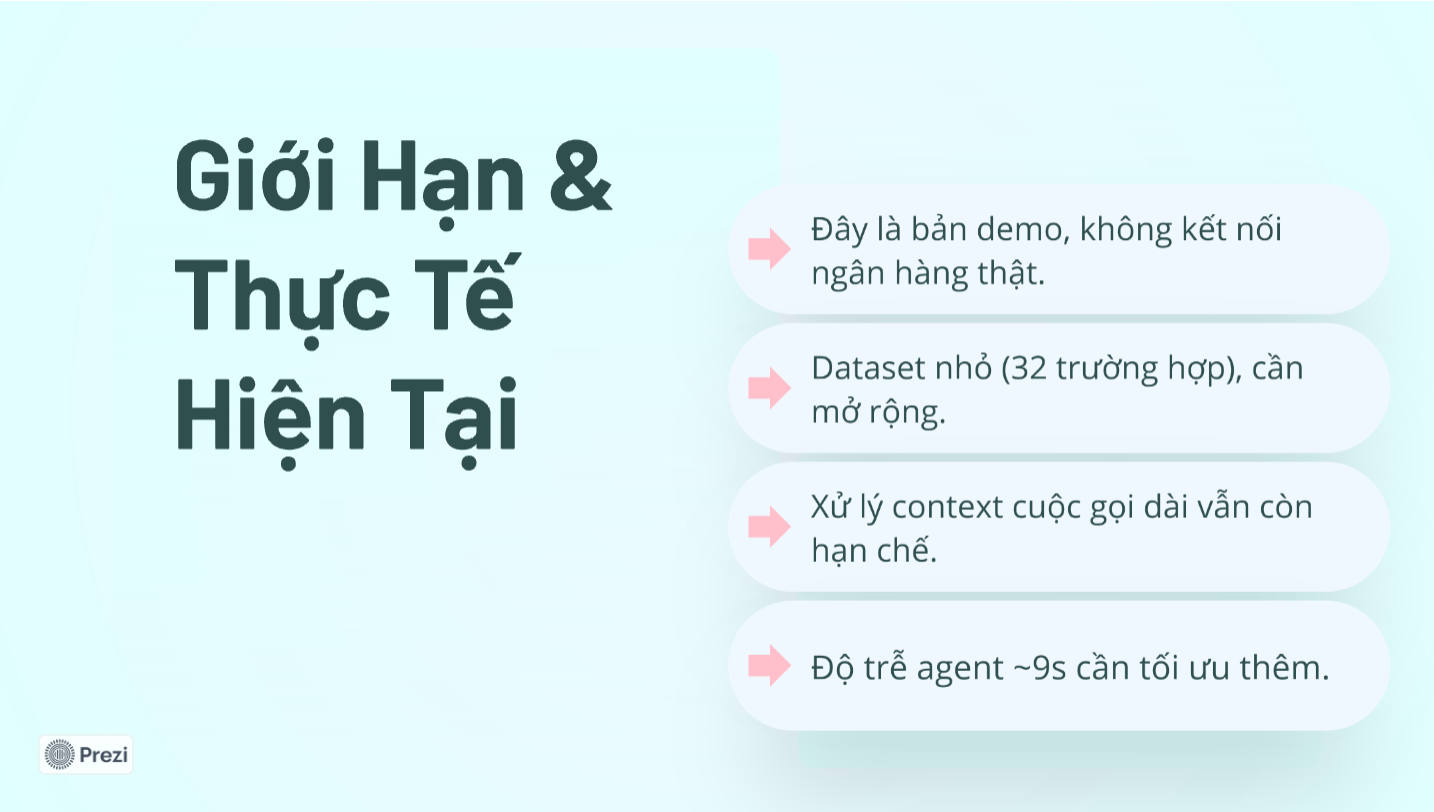 Giới Hạn &
Thực Tế
Hiện Tại
Đây là bản demo, không kết nối
ngân hàng thật.
Dataset nhỏ (32 trường hợp), cần
mở rộng.
Xử lý context cuộc gọi dài vẫn còn
hạn chế.
Độ trễ agent ~9s cần tối ưu thêm.
Prezi